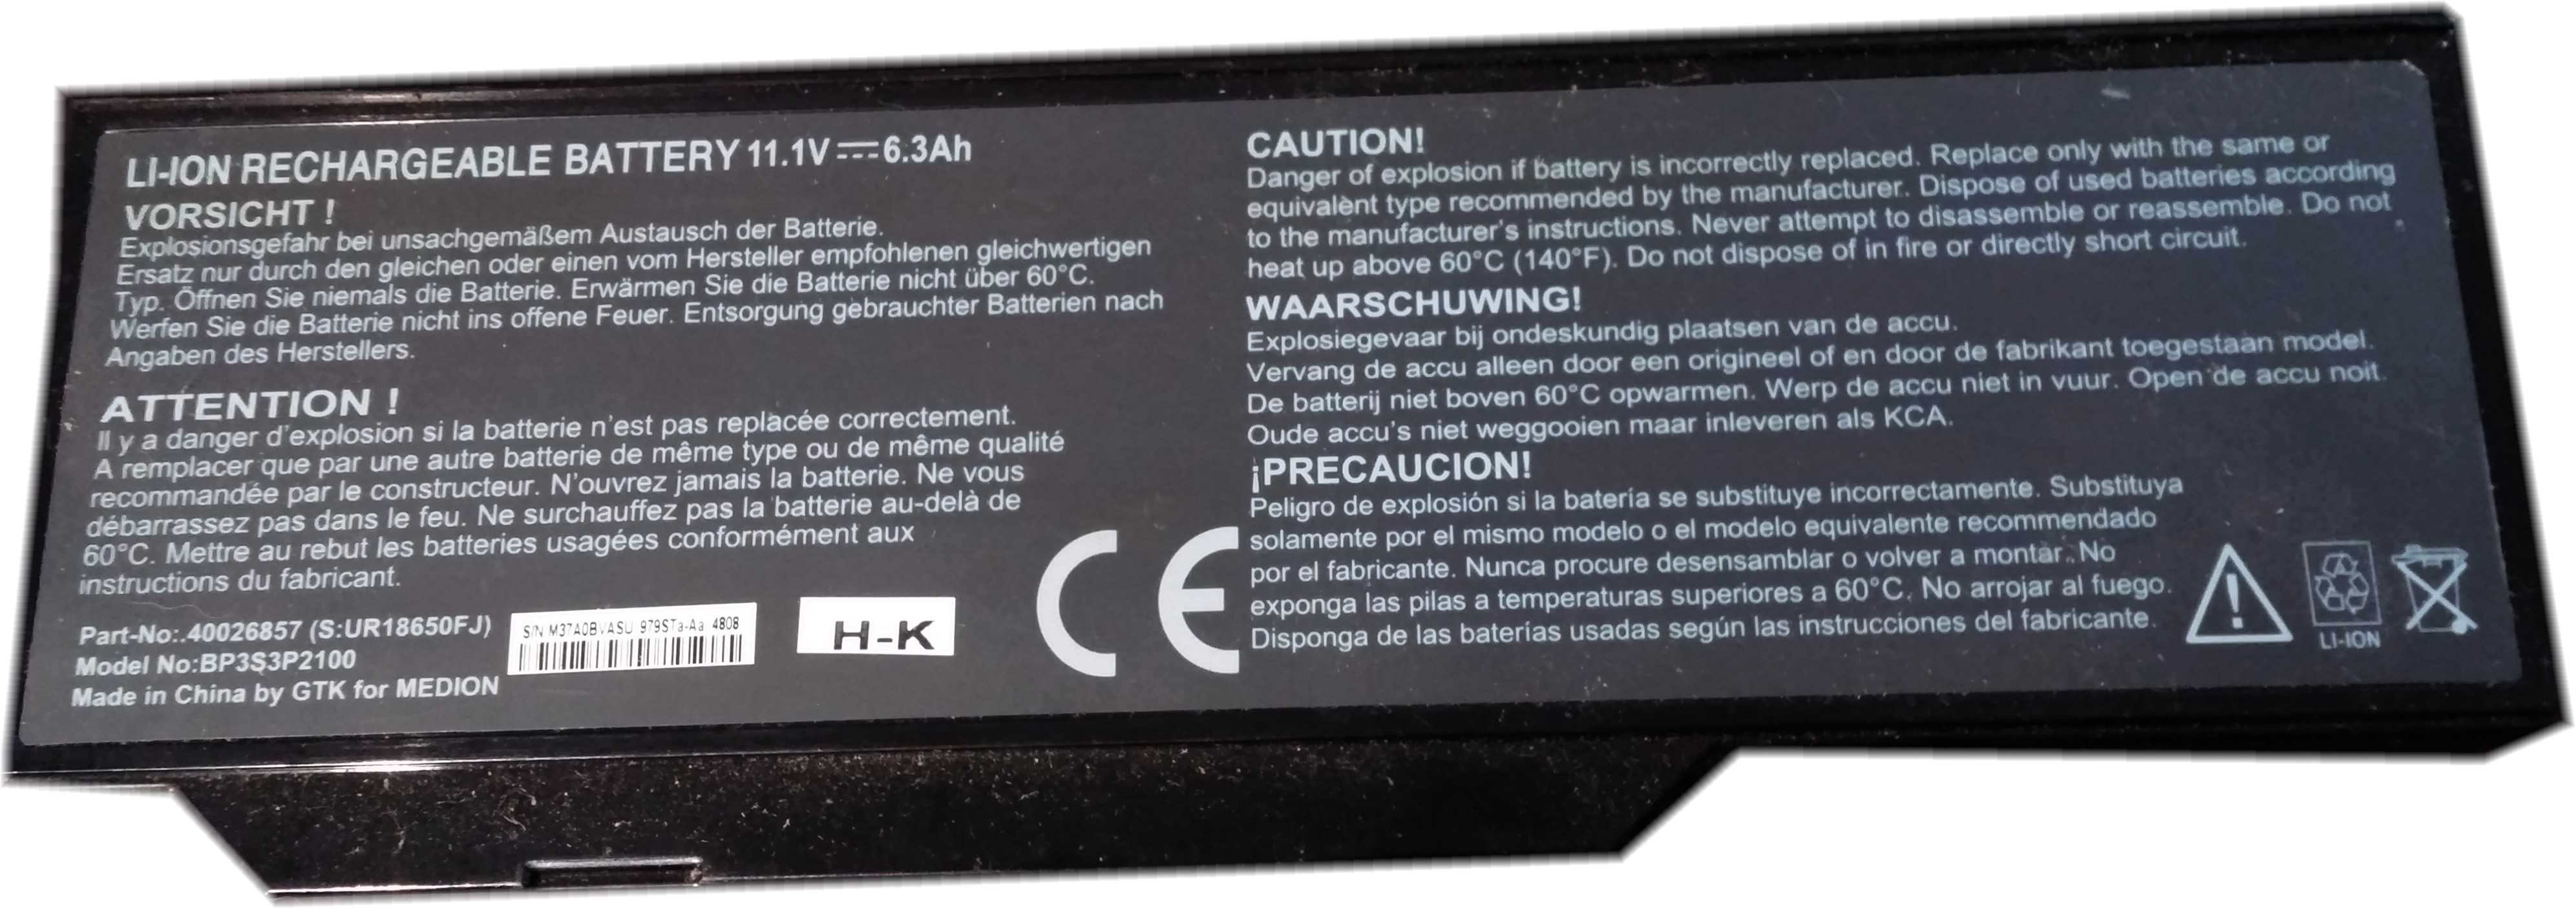 LI-ION RECHARGEABLE BATTERY 11.1V⎓6.3Ah
VORSICHT !
Explosionsgefahr bei unsachgemäßem Austausch der Batterie.
Ersatz nur durch den gleichen oder einen vom Hersteller empfohlenen gleichwertigen
Typ. Öffnen Sie niemals die Batterie. Erwärmen Sie die Batterie nicht über 60°C.
Werfen Sie die Batterie nicht ins offene Feuer. Entsorgung gebrauchter Batterien nach
Angaben des Herstellers.
ATTENTION !
Il y a danger d'explosion si la batterie n'est pas replacée correctement.
A remplacer que par une autre batterie de même type ou de même qualité
recommandée par le constructeur. N'ouvrez jamais la batterie. Ne vous
débarrassez pas dans le feu. Ne surchauffez pas la batterie au-delà de
60°C. Mettre au rebut les batteries usagées conformément aux
instructions du fabricant.
Part-No:.40026857 (S:UR18650FJ)
Model No:BP3S3P2100
Made in China by GTK for MEDION
S/N M37A0BVASU 979STa-Aa 4808
H-K
CE
CAUTION!
Danger of explosion if battery is incorrectly replaced. Replace only with the same or
equivalent type recommended by the manufacturer. Dispose of used batteries according
to the manufacturer's instructions. Never attempt to disassemble or reassemble. Do not
heat up above 60°C (140°F). Do not dispose of in fire or directly short circuit.
WAARSCHUWING!
Explosiegevaar bij ondeskundig plaatsen van de accu.
Vervang de accu alleen door een origineel of en door de fabrikant toegestaan model.
De batterij niet boven 60°C opwarmen. Werp de accu niet in vuur. Open de accu noit.
Oude accu's niet weggooien maar inleveren als KCA.
¡PRECAUCION!
Peligro de explosión si la batería se substituye incorrectamente. Substituya
solamente por el mismo modelo o el modelo equivalente recommendado
por el fabricante. Nunca procure desensamblar o volver a montar. No
exponga las pilas a temperaturas superiores a 60°C. No arrojar al fuego.
Disponga de las baterías usadas según las instrucciones del fabricante.
LI-ION